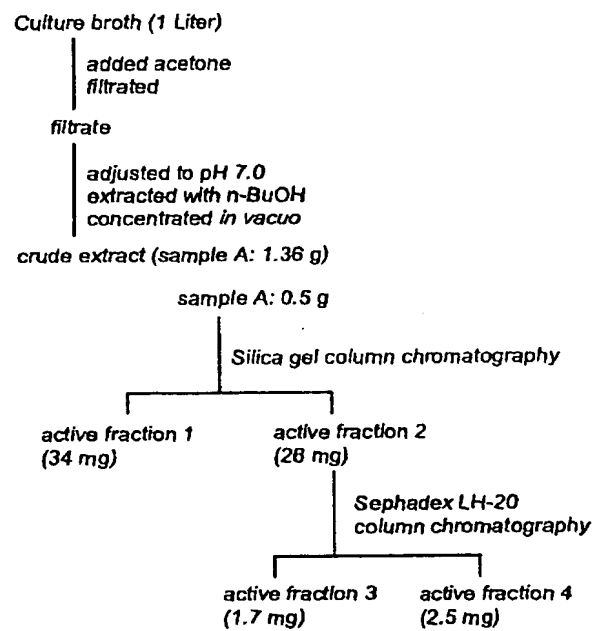 Culture broth (1 Liter)
added acetone
filtrated
filtrate
adjusted to pH 7.0
extracted with n-BuOH
concentrated in vacuo
crude extract (sample A: 1.36 g)
sample A: 0.5 g
Silica gel column chromatography
active fraction 1
(34 mg)
active fraction 2
(28 mg)
Sephadex LH-20
column chromatography
active fraction 3
(1.7 mg)
active fraction 4
(2.5 mg)